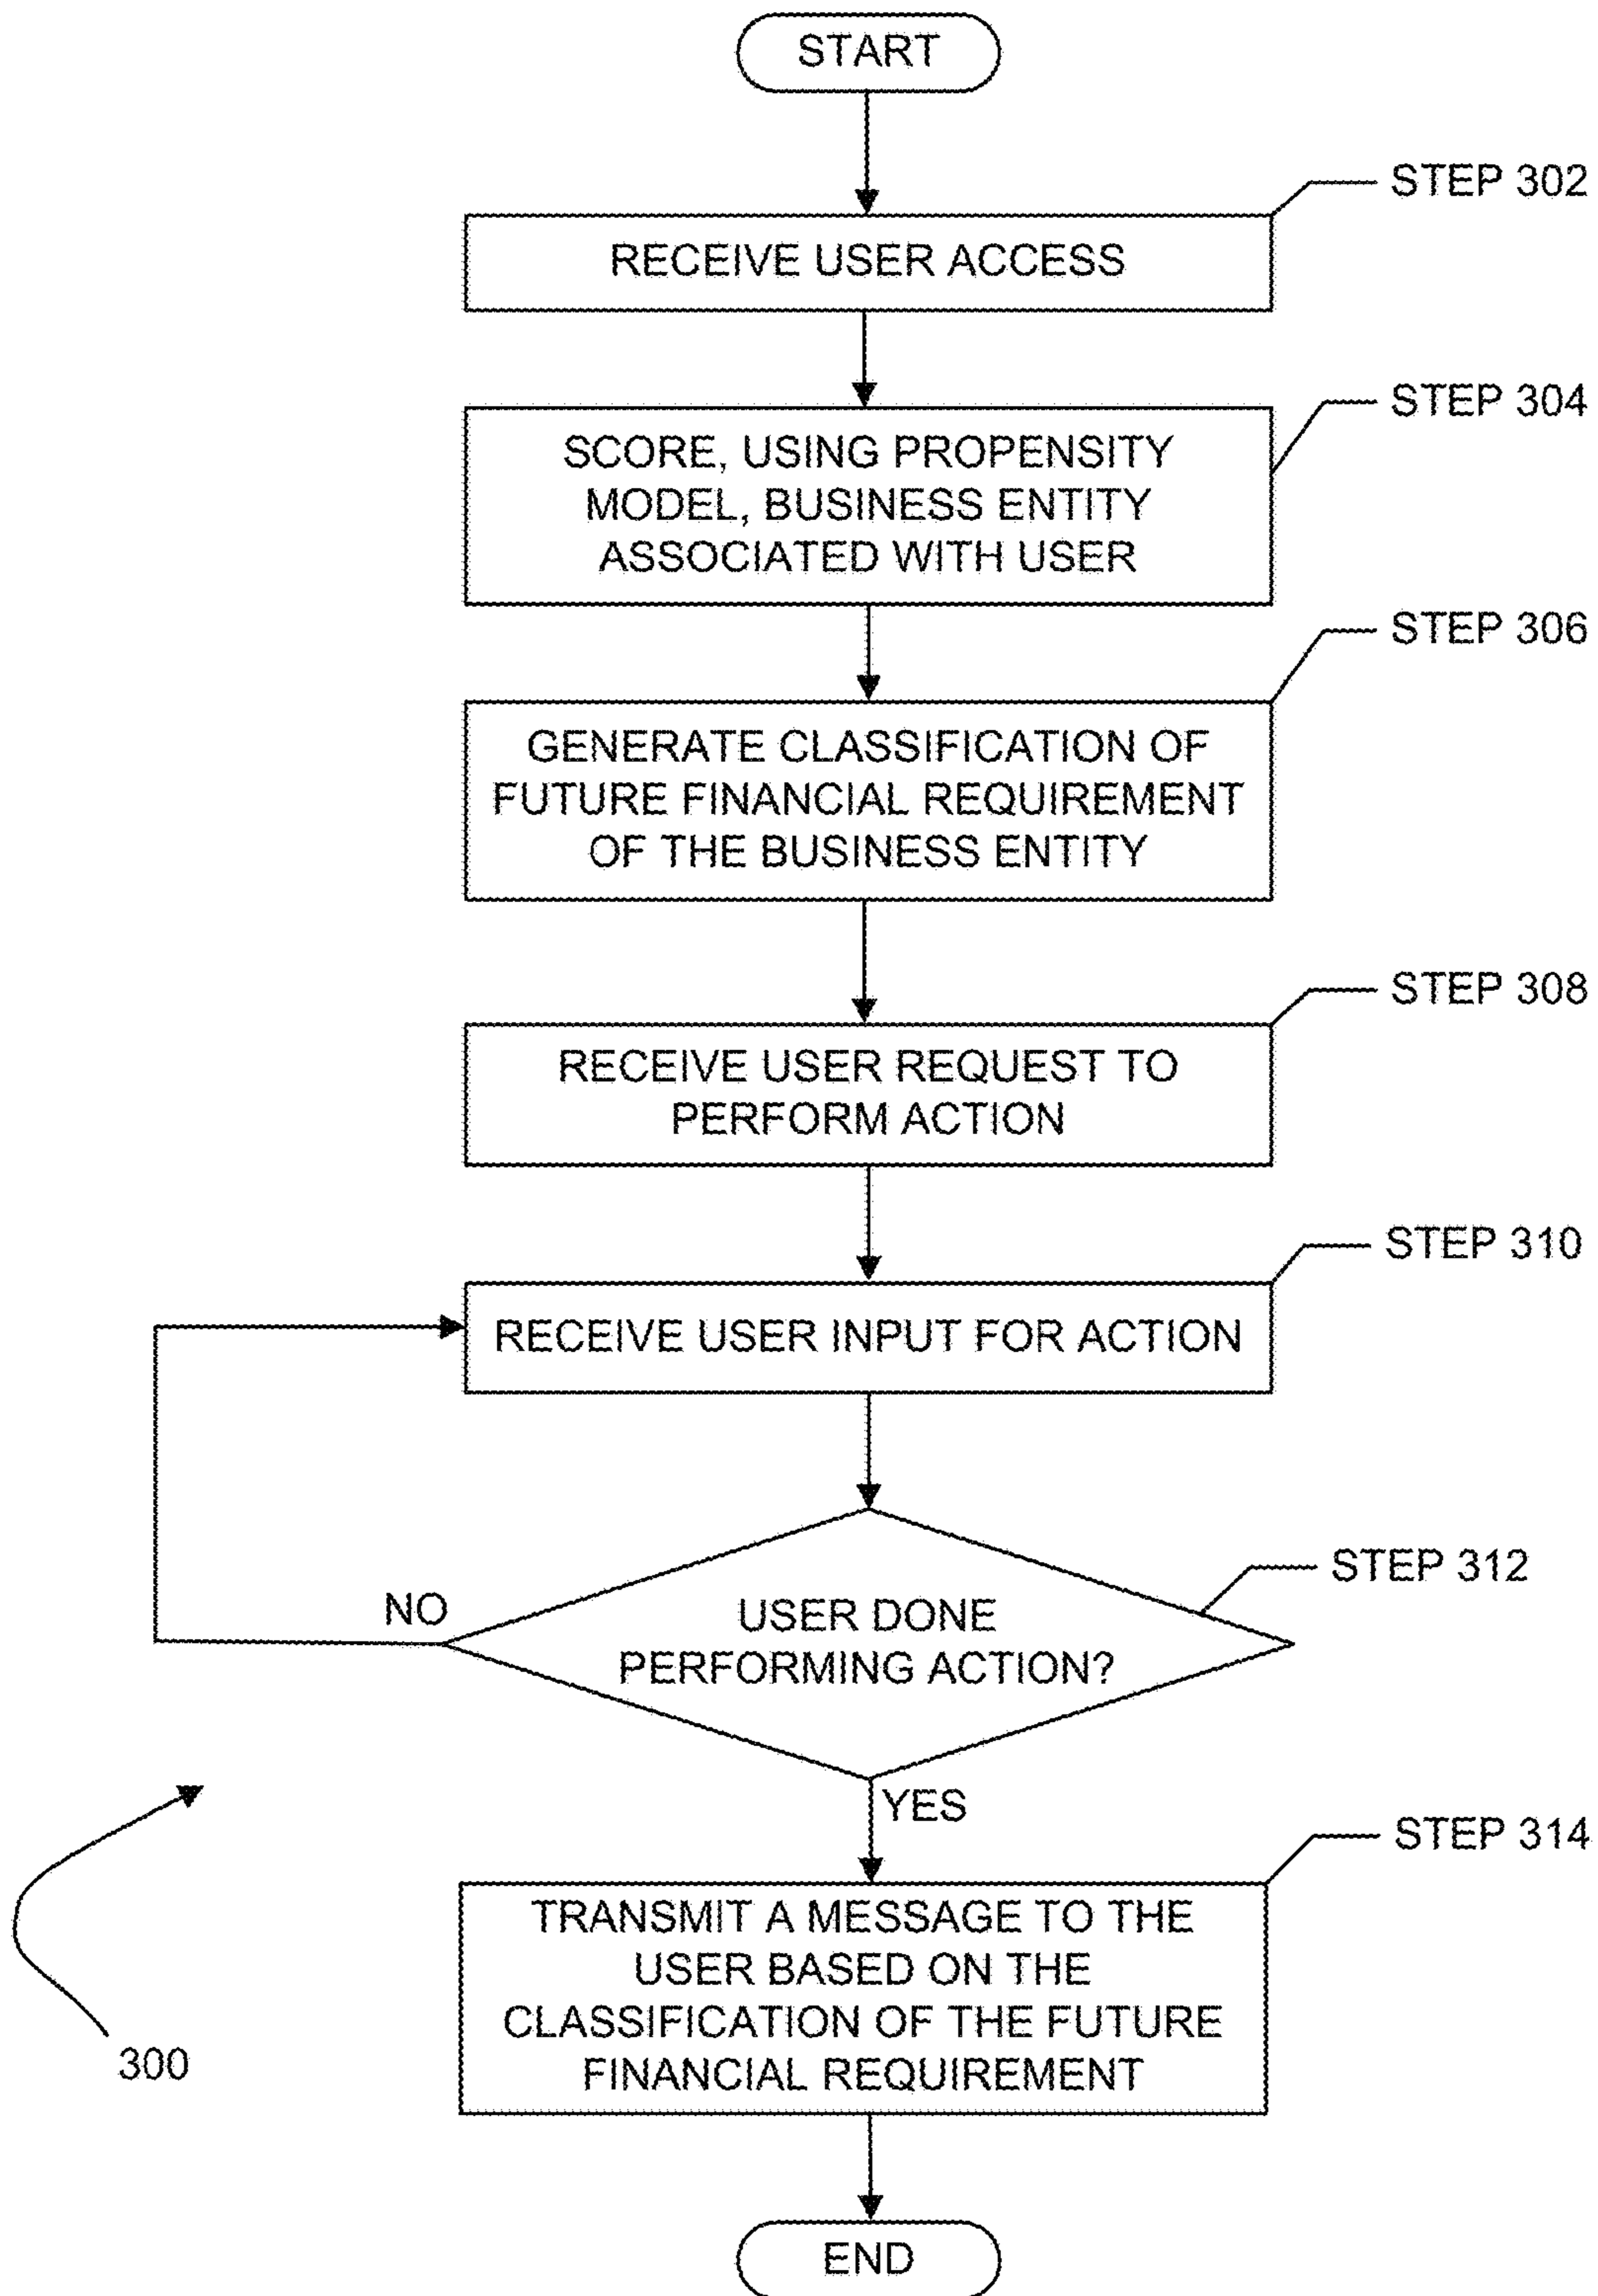 START
STEP 302
RECEIVE USER ACCESS
STEP 304
SCORE, USING PROPENSITY
MODEL, BUSINESS ENTITY
ASSOCIATED WITH USER
STEP 306
GENERATE CLASSIFICATION OF
FUTURE FINANCIAL REQUIREMENT
OF THE BUSINESS ENTITY
STEP 308
RECEIVE USER REQUEST TO
PERFORM ACTION
STEP 310
RECEIVE USER INPUT FOR ACTION
STEP 312
NO
USER DONE
PERFORMING ACTION?
YES
STEP 314
TRANSMIT A MESSAGE TO THE
USER BASED ON THE
CLASSIFICATION OF THE FUTURE
FINANCIAL REQUIREMENT
300
END